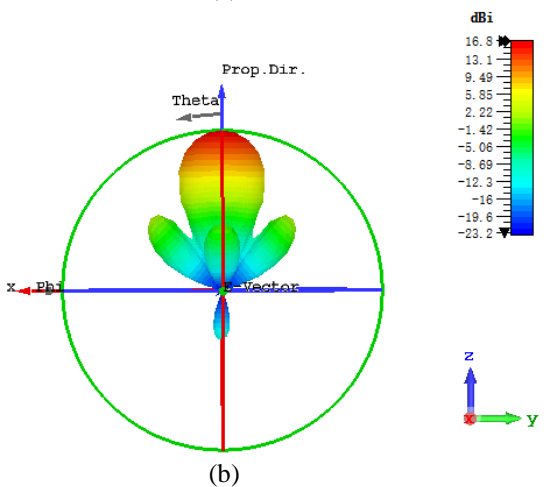 dBi
16.8
13.1
9.49
5.85
2.22
-1.42
-5.06
-8.69
-12.3
-16
-19.6
-23.2
Prop.Dir.
Theta
x Phi E-Vector
z
x y
(b)